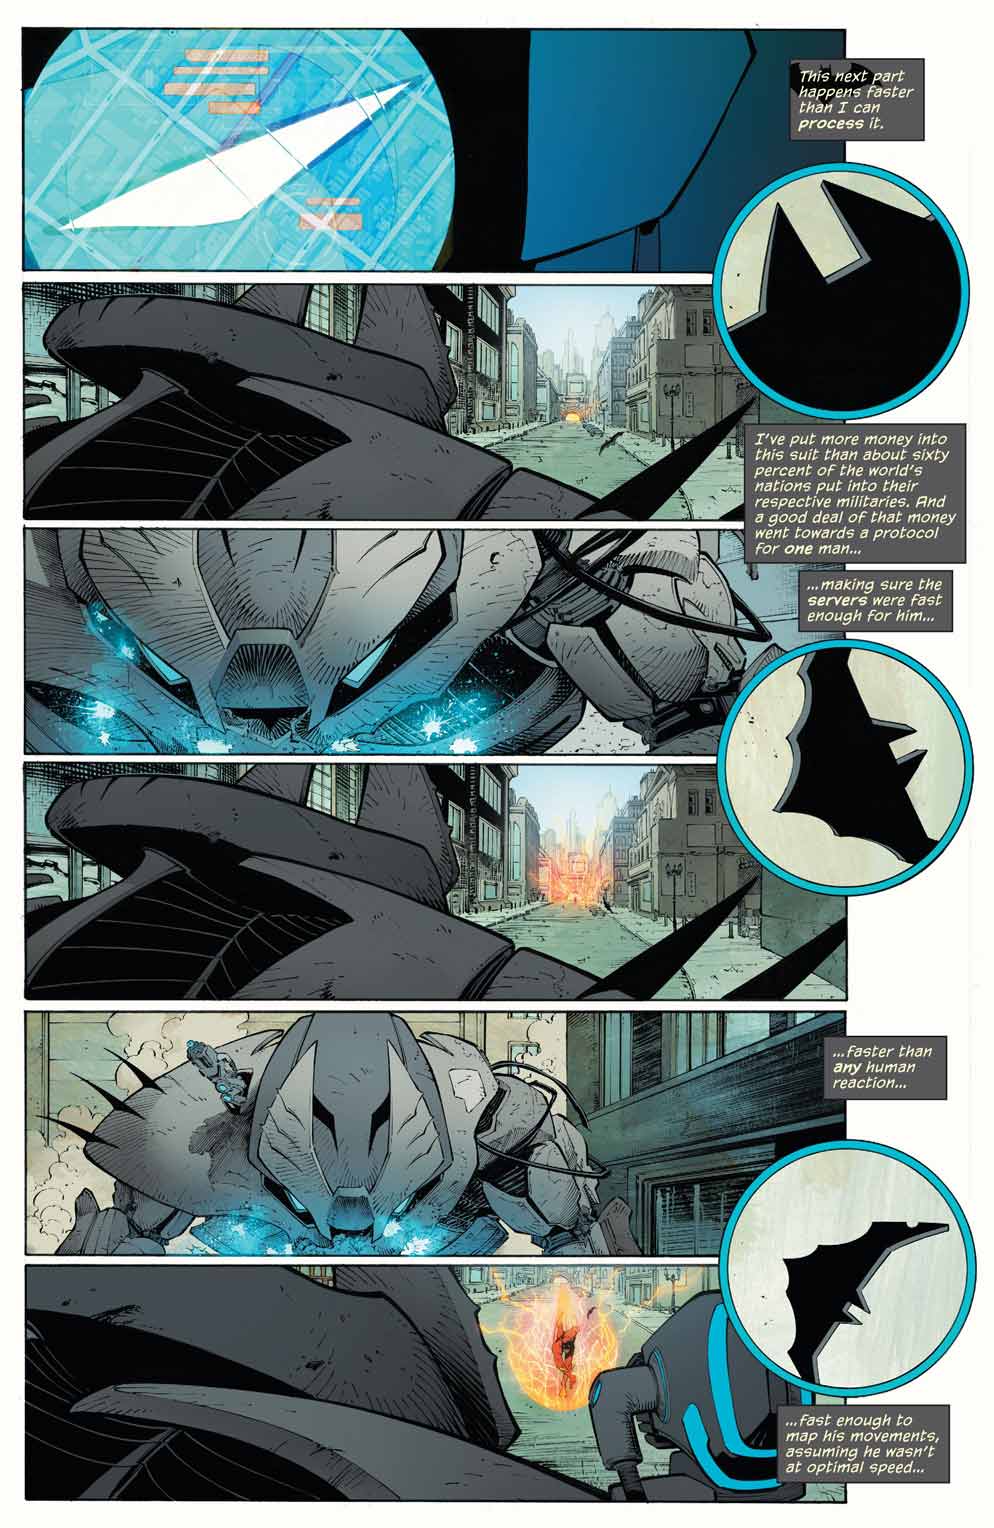 This next part
happens faster
than I can
process it.
I've put more money into
this suit than about sixty
percent of the world's
nations put into their
respective militaries. And
a good deal of that money
went towards a protocol
for one man...
...making sure the
servers were fast
enough for him...
...faster than
any human
reaction...
...fast enough to
map his movements,
assuming he wasn't
at optimal speed...